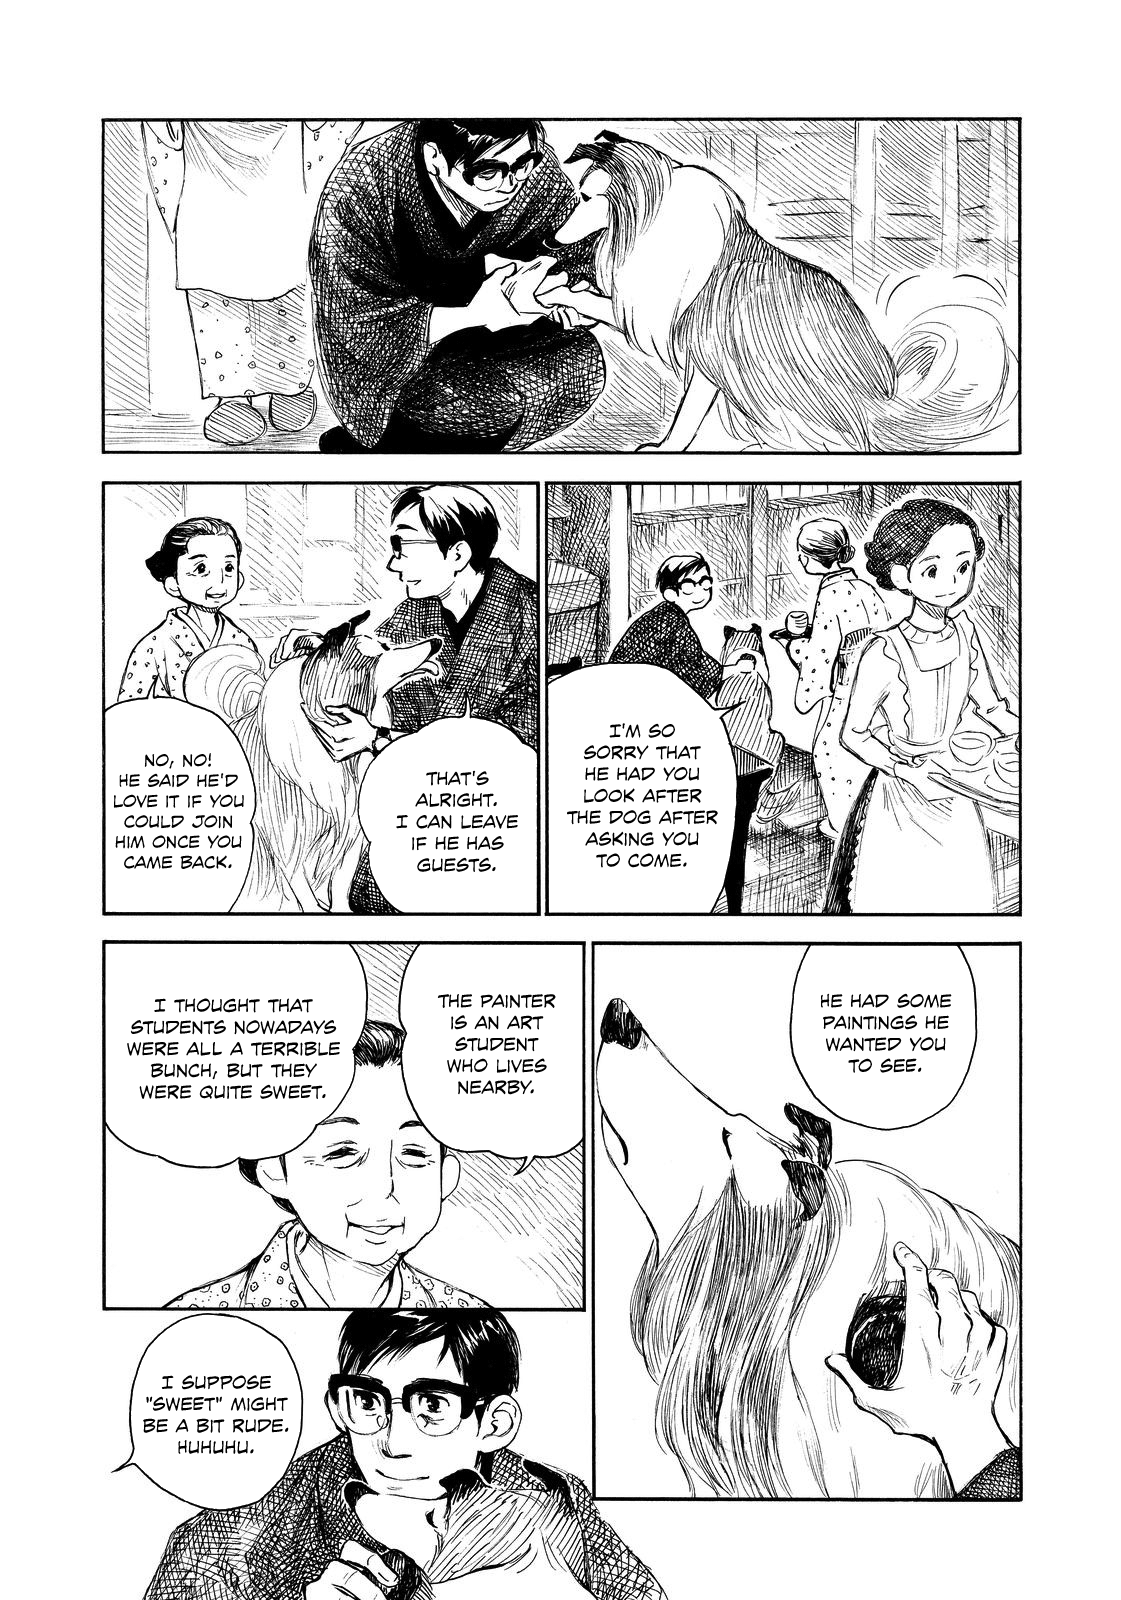 I'M SO
SORRY THAT
HE HAD YOU
LOOK AFTER
THE DOG AFTER
ASKING YOU
TO COME.
THAT'S
ALRIGHT.
I CAN LEAVE
IF HE HAS
GUESTS.
NO, NO!
HE SAID HE'D
LOVE IT IF YOU
COULD JOIN
HIM ONCE YOU
CAME BACK.
HE HAD SOME
PAINTINGS HE
WANTED YOU
TO SEE.
THE PAINTER
IS AN ART
STUDENT
WHO LIVES
NEARBY.
I THOUGHT THAT
STUDENTS NOWADAYS
WERE ALL A TERRIBLE
BUNCH, BUT THEY
WERE QUITE SWEET.
I SUPPOSE
"SWEET" MIGHT
BE A BIT RUDE.
HUHUHU.